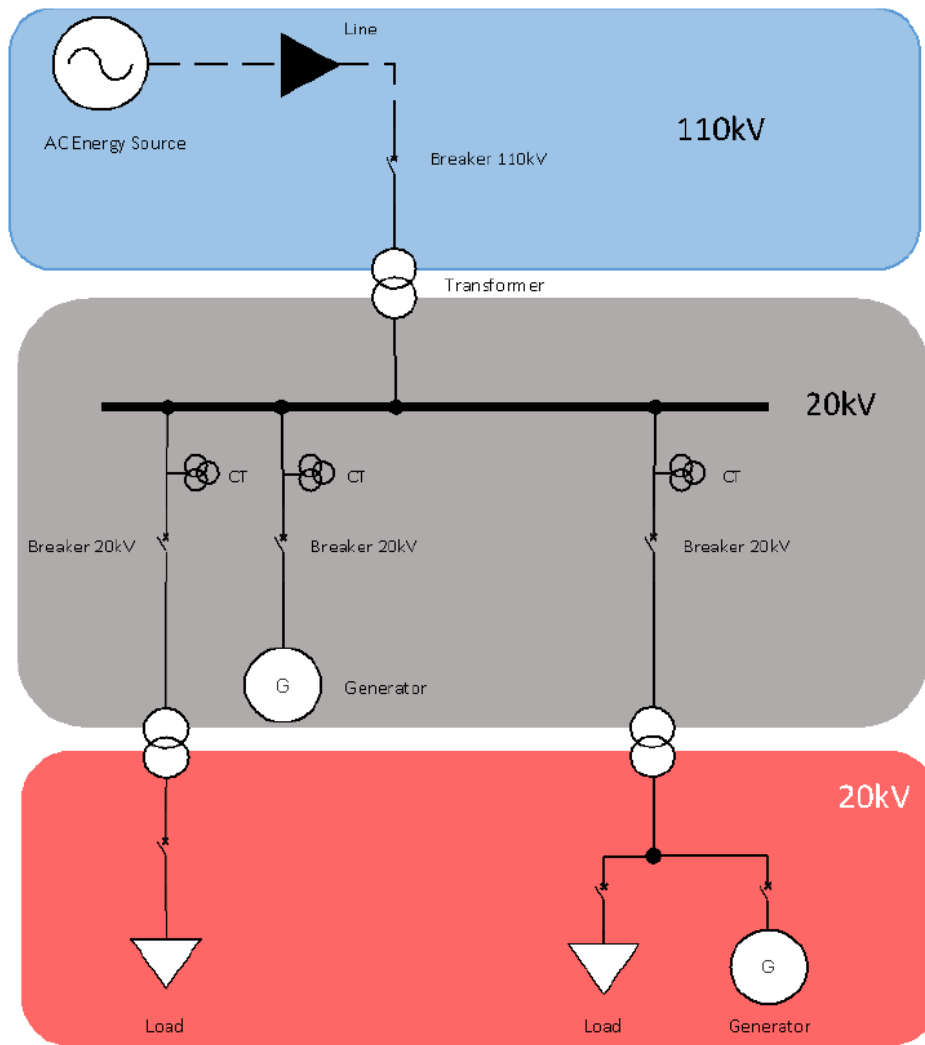 Line
110kV
AC Energy Source
Breaker 110kV
Transformer
20kV
CT
CT
CT
Breaker 20kV
Breaker 20kV
Breaker 20kV
G
Generator
20kV
G
Load
Load
Generator